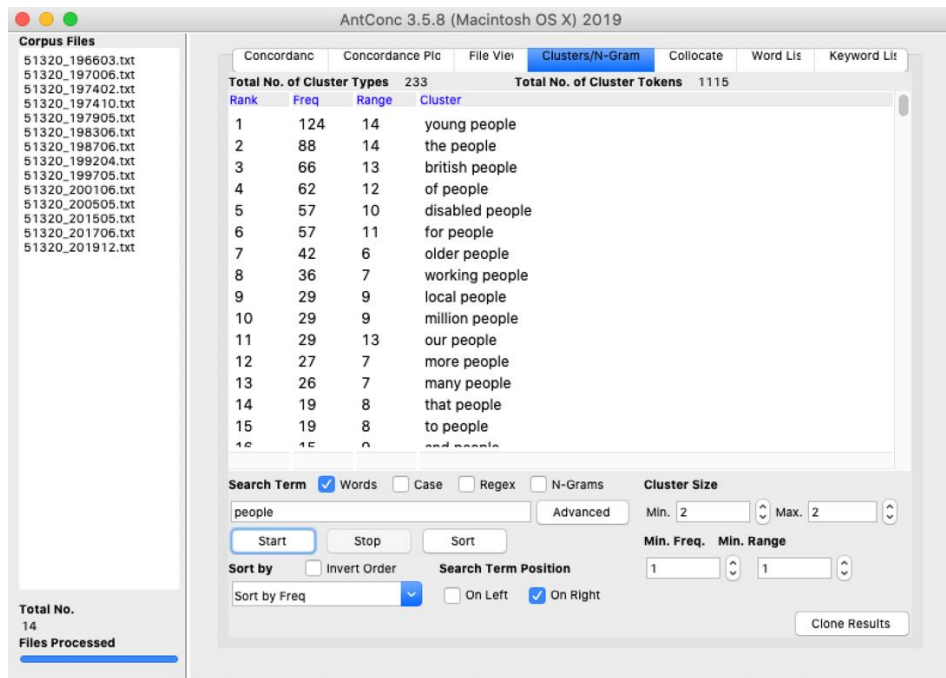 AntConc 3.5.8 (Macintosh OS X) 2019
Corpus Files
51320_196603.txt
51320_197006.txt
51320_197402.txt
51320_197410.txt
51320_197905.txt
51320_198306.txt
51320_198706.txt
51320_199204.txt
51320_199705.txt
51320_200106.txt
51320_200505.txt
51320_201505.txt
51320_201706.txt
51320_201912.txt
Total No.
14
Files Processed
Concordanc Concordance Plo File Viev Clusters/N-Gram Collocate Word Lis Keyword Lis
Total No. of Cluster Types 233 Total No. of Cluster Tokens 1115
Rank Freq Range Cluster
1 124 14 young people
2 88 14 the people
3 66 13 british people
4 62 12 of people
5 57 10 disabled people
6 57 11 for people
7 42 6 older people
8 36 7 working people
9 29 9 local people
10 29 9 million people
11 29 13 our people
12 27 7 more people
13 26 7 many people
14 19 8 that people
15 19 8 to people
16 15 9 and people
Search Term Words Case Regex N-Grams Cluster Size
people Advanced Min. 2 Max. 2
Start Stop Sort Min. Freq. Min. Range
Sort by Invert Order Search Term Position 1 1
Sort by Freq On Left On Right
Clone Results